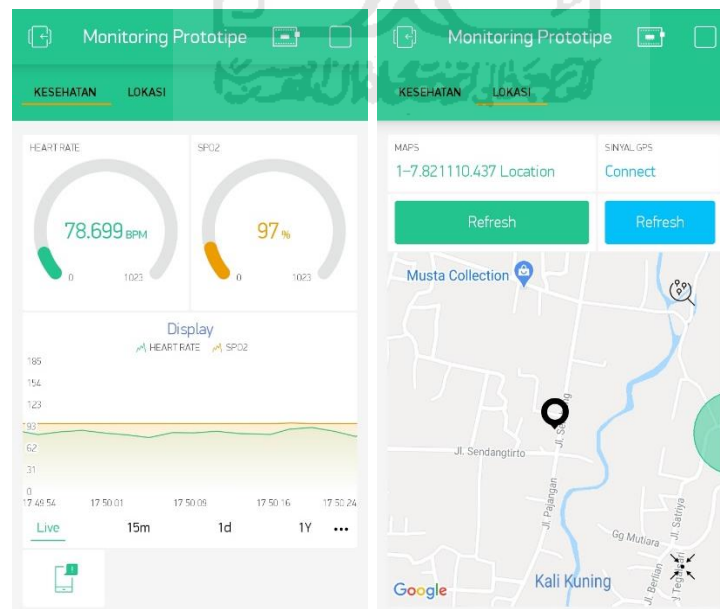 Monitoring Prototipe
KESEHATAN LOKASI
HEART RATE
78.699 BPM
0 1023
SPO2
97 %
0 1023
Display
HEART RATE SPO2
185
154
123
93
62
31
0
17:49:54 17:50:01 17:50:09 17:50:16 17:50:24
Live 15m 1d 1Y
Monitoring Prototipe
KESEHATAN LOKASI
MAPS
1-7.821110.437 Location
SINYAL GPS
Connect
Refresh
Refresh
Musta Collection
Jl. Sendangtirto
Jl. Pajangan
Gg Mutiara
Jl. Satriya
Jl. Berlian
Kali Kuning
Google